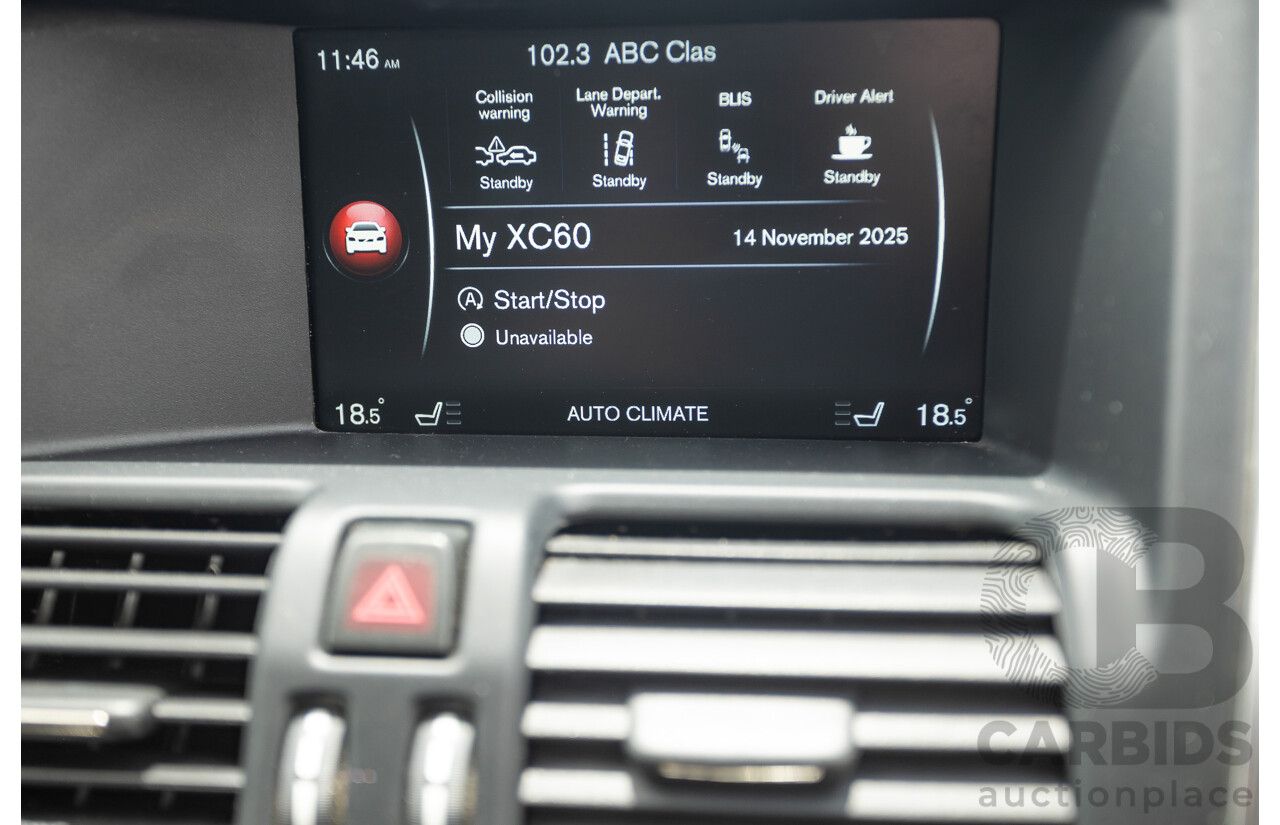 11:46 AM
102.3 ABC Clas
Collision warning
Lane Depart. Warning
BLIS
Driver Alert
Standby
Standby
Standby
Standby
My XC60
14 November 2025
A Start/Stop
Unavailable
18.5°
AUTO CLIMATE
18.5°
CARBIDS
auctionplace